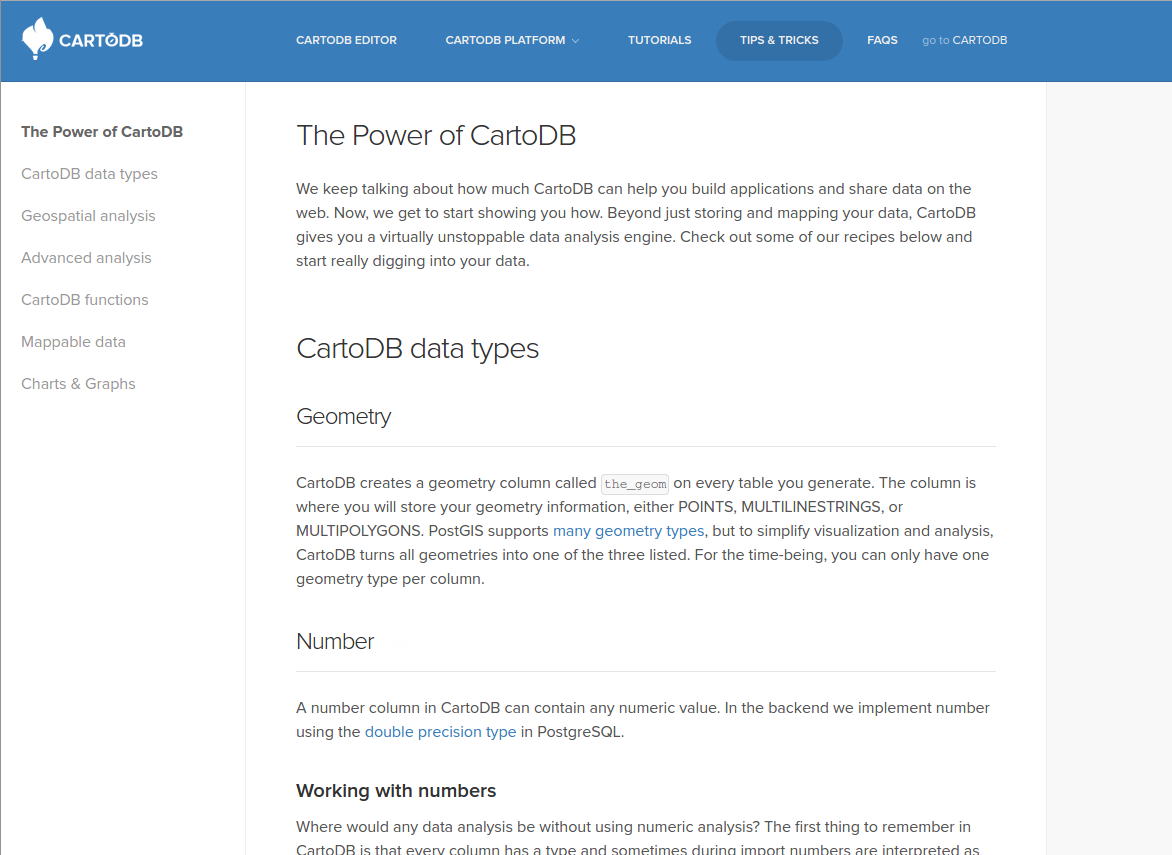 CARTODB
CARTODB EDITOR
CARTODB PLATFORM
TUTORIALS
TIPS & TRICKS
FAQS
go to CARTODB
The Power of CartoDB
CartoDB data types
Geospatial analysis
Advanced analysis
CartoDB functions
Mappable data
Charts & Graphs
The Power of CartoDB
We keep talking about how much CartoDB can help you build applications and share data on the
web. Now, we get to start showing you how. Beyond just storing and mapping your data, CartoDB
gives you a virtually unstoppable data analysis engine. Check out some of our recipes below and
start really digging into your data.
CartoDB data types
Geometry
CartoDB creates a geometry column called the_geom on every table you generate. The column is
where you will store your geometry information, either POINTS, MULTILINESTRINGS, or
MULTIPOLYGONS. PostGIS supports many geometry types, but to simplify visualization and analysis,
CartoDB turns all geometries into one of the three listed. For the time-being, you can only have one
geometry type per column.
Number
A number column in CartoDB can contain any numeric value. In the backend we implement number
using the double precision type in PostgreSQL.
Working with numbers
Where would any data analysis be without using numeric analysis? The first thing to remember in
CartoDB is that every column has a type and sometimes during import numbers are interpreted as